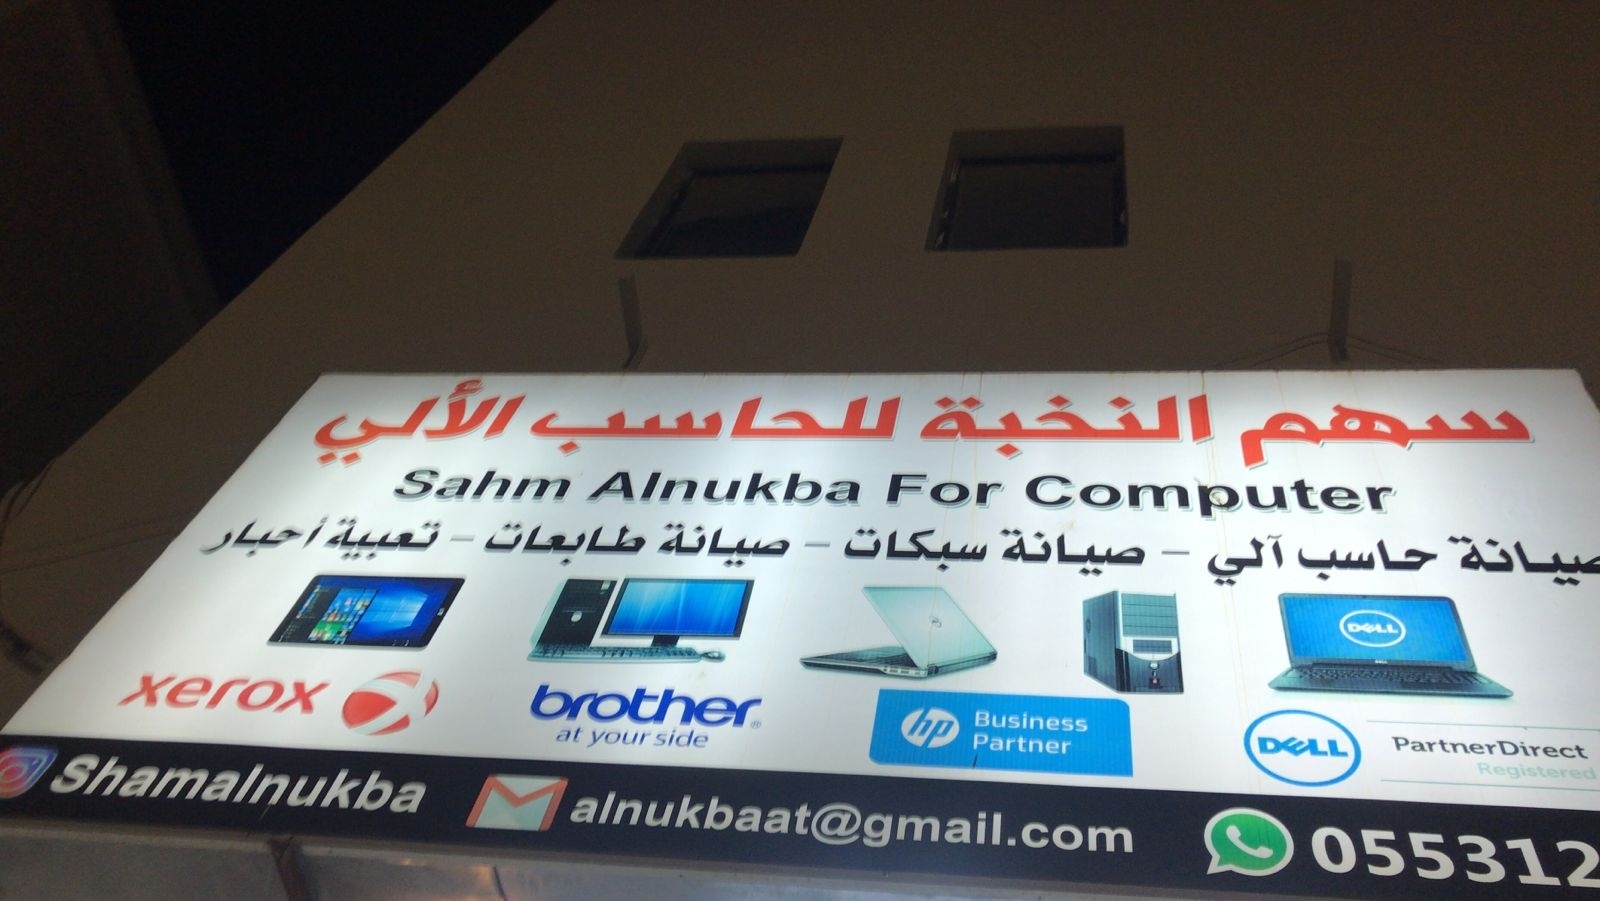 سهم النخبة للحاسب الألي
Sahm Alnukba For Computer
صيانة حاسب آلي - صيانة سبكات - صيانة طابعات - تعبية أحبار
DELL
xerox
brother
at your side
hp Business
Partner
DELL PartnerDirect
Registered
Shamalnukba alnukbaat@gmail.com 055312